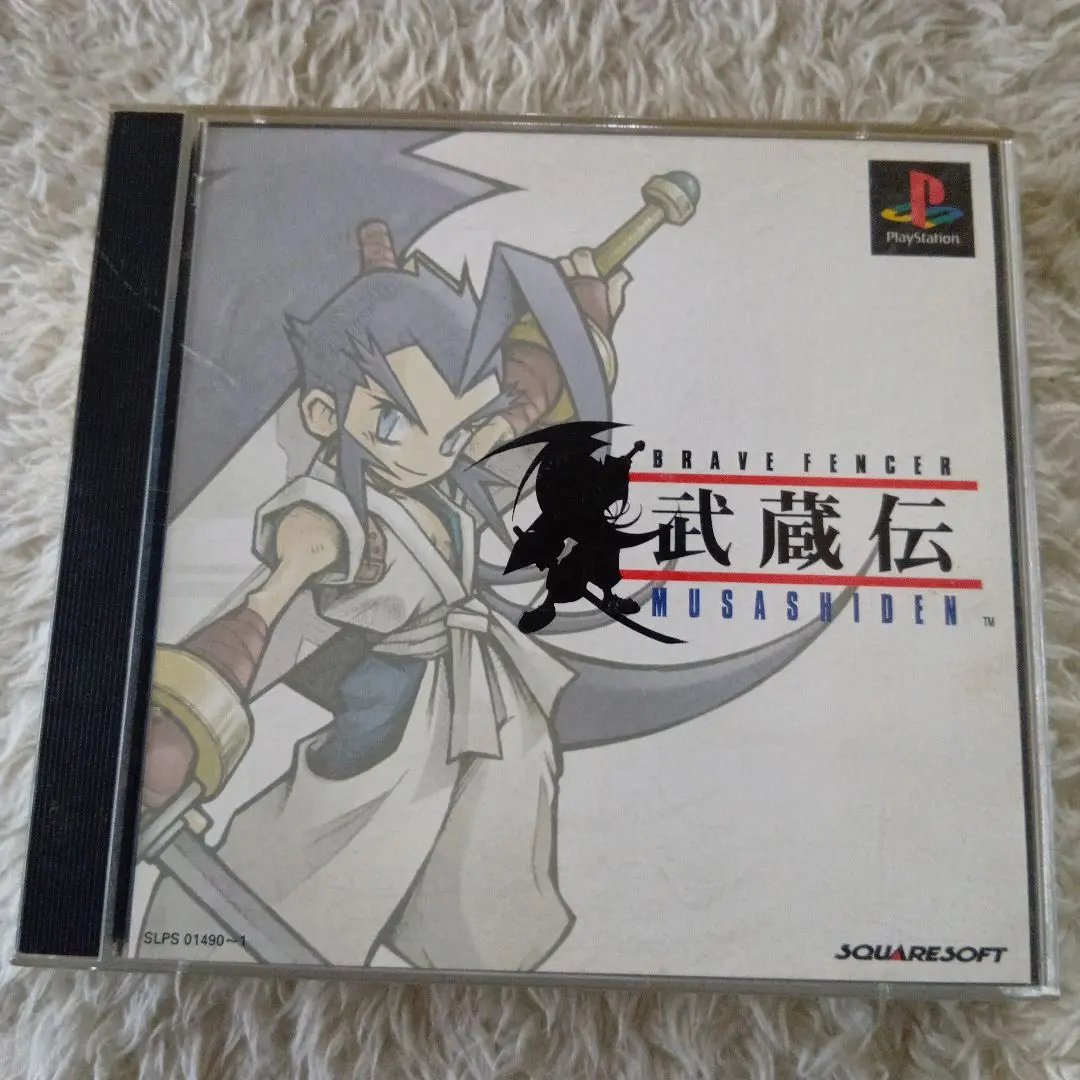 PlayStation
BRAVE FENCER
武蔵伝
MUSASHiDEN ™
SLPS 01490~1
SQUARESOFT